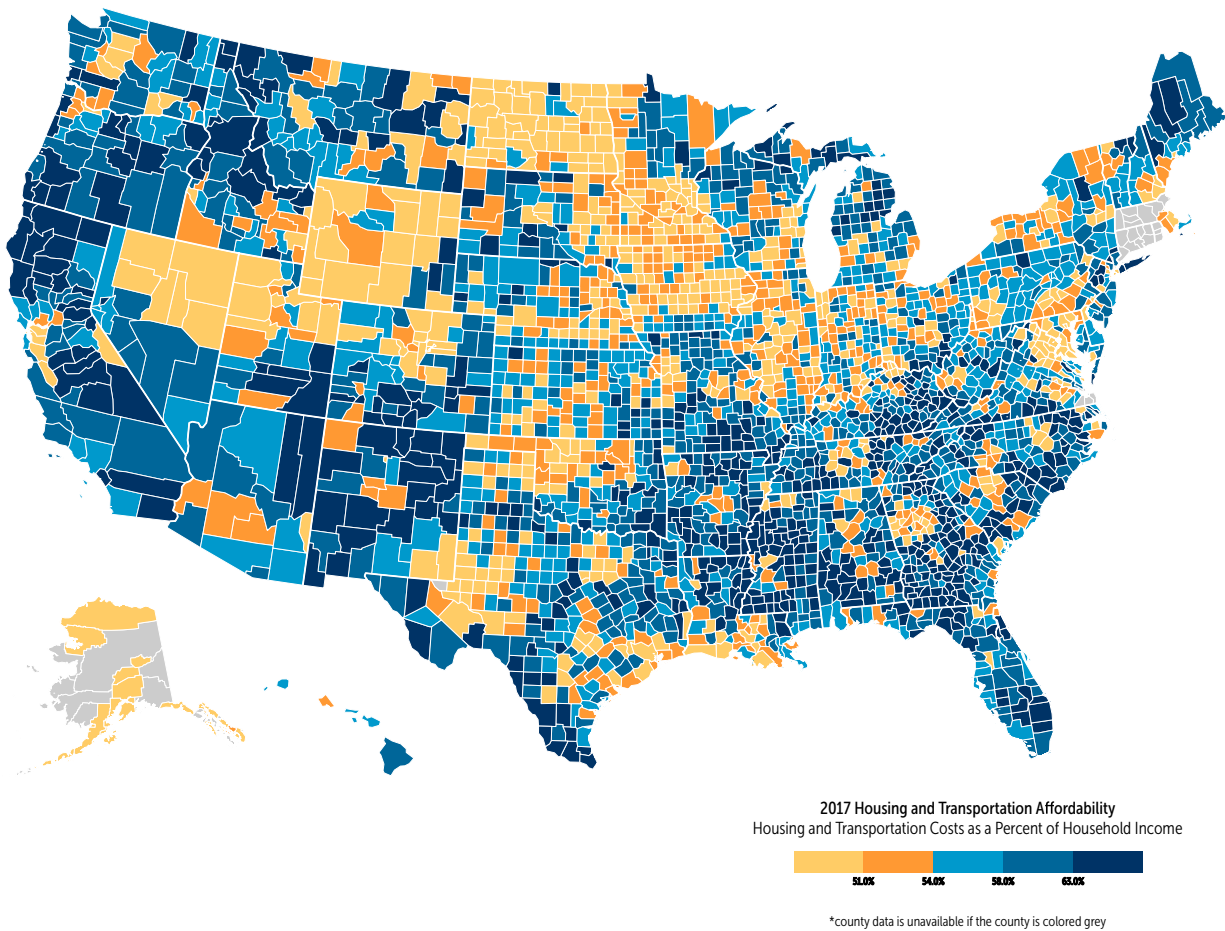 2017 Housing and Transportation Affordability
Housing and Transportation Costs as a Percent of Household Income
51.0% 54.0% 58.0% 63.0%
*county data is unavailable if the county is colored grey